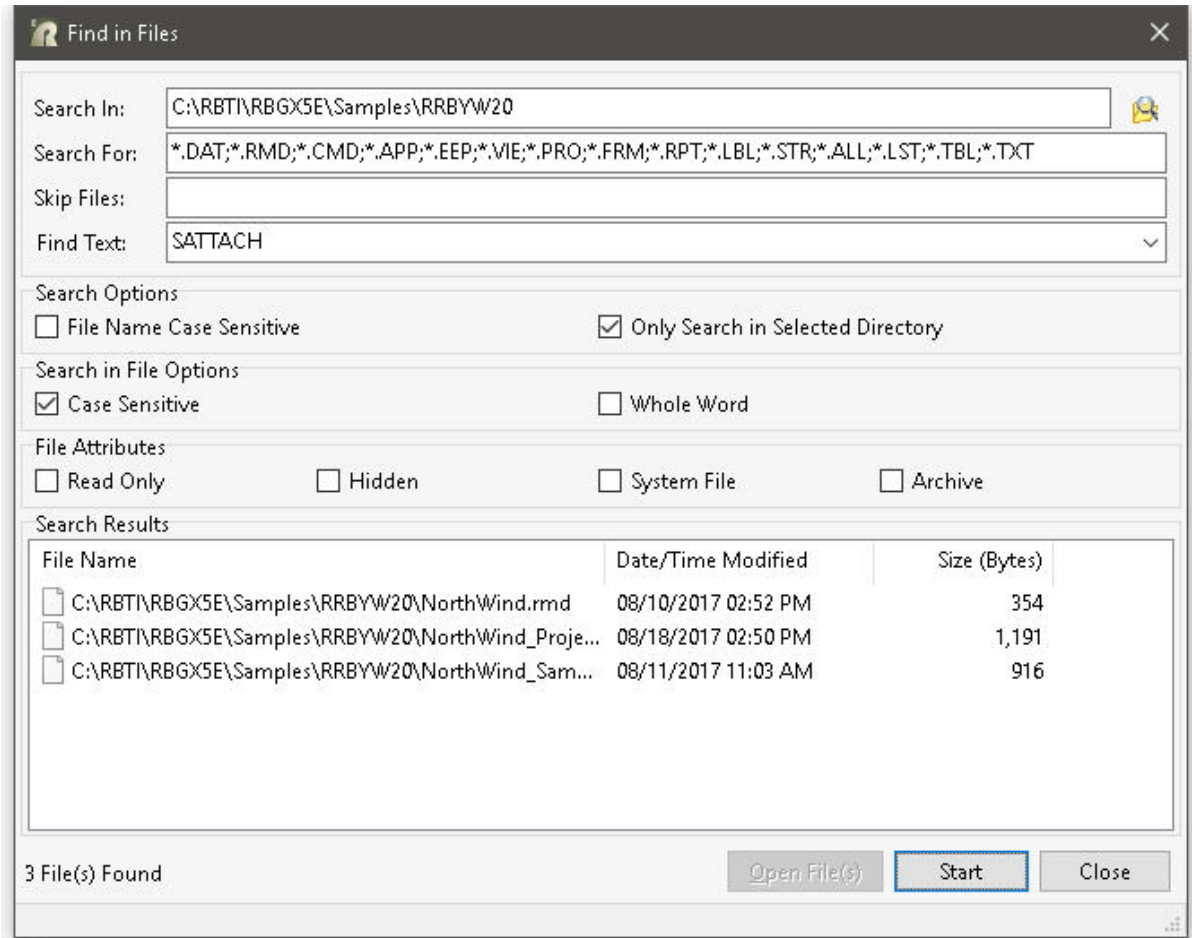 Find in Files
Search In: C:\RBTI\RBGX5E\Samples\RRBYW20
Search For: *.DAT;*.RMD;*.CMD;*.APP;*.EEP;*.VIE;*.PRO;*.FRM;*.RPT;*.LBL;*.STR;*.ALL;*.LST;*.TBL;*.TXT
Skip Files:
Find Text: SATTACH
Search Options
File Name Case Sensitive Only Search in Selected Directory
Search in File Options
Case Sensitive Whole Word
File Attributes
Read Only Hidden System File Archive
Search Results
File Name Date/Time Modified Size (Bytes)
C:\RBTI\RBGX5E\Samples\RRBYW20\NorthWind.rmd 08/10/2017 02:52 PM 354
C:\RBTI\RBGX5E\Samples\RRBYW20\NorthWind_Proje... 08/18/2017 02:50 PM 1,191
C:\RBTI\RBGX5E\Samples\RRBYW20\NorthWind_Sam... 08/11/2017 11:03 AM 916
3 File(s) Found Open File(s) Start Close